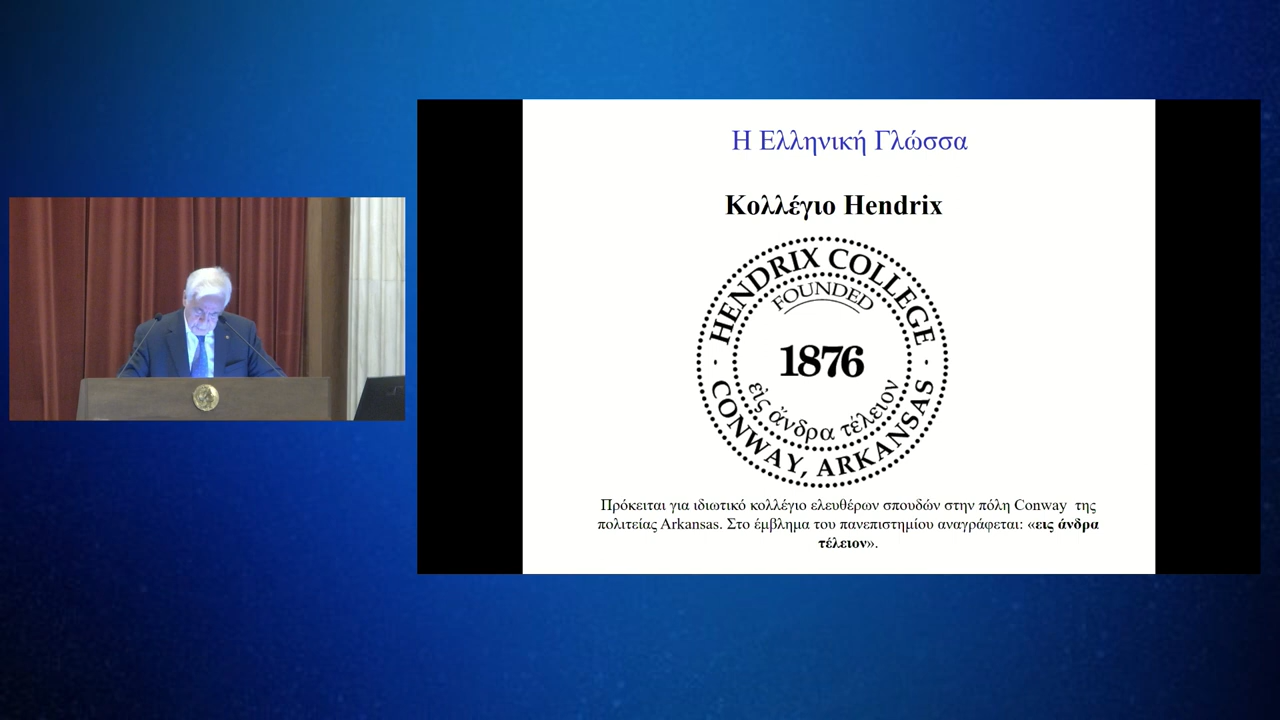 Η Ελληνική Γλώσσα
Κολλέγιο Hendrix
HENDRIX COLLEGE
FOUNDED
1876
εἰς ἄνδρα τέλειον
CONWAY, ARKANSAS
Πρόκειται για ιδιωτικό κολλέγιο ελευθέρων σπουδών στην πόλη Conway της
πολιτείας Arkansas. Στο έμβλημα του πανεπιστημίου αναγράφεται: «εις άνδρα
τέλειον».